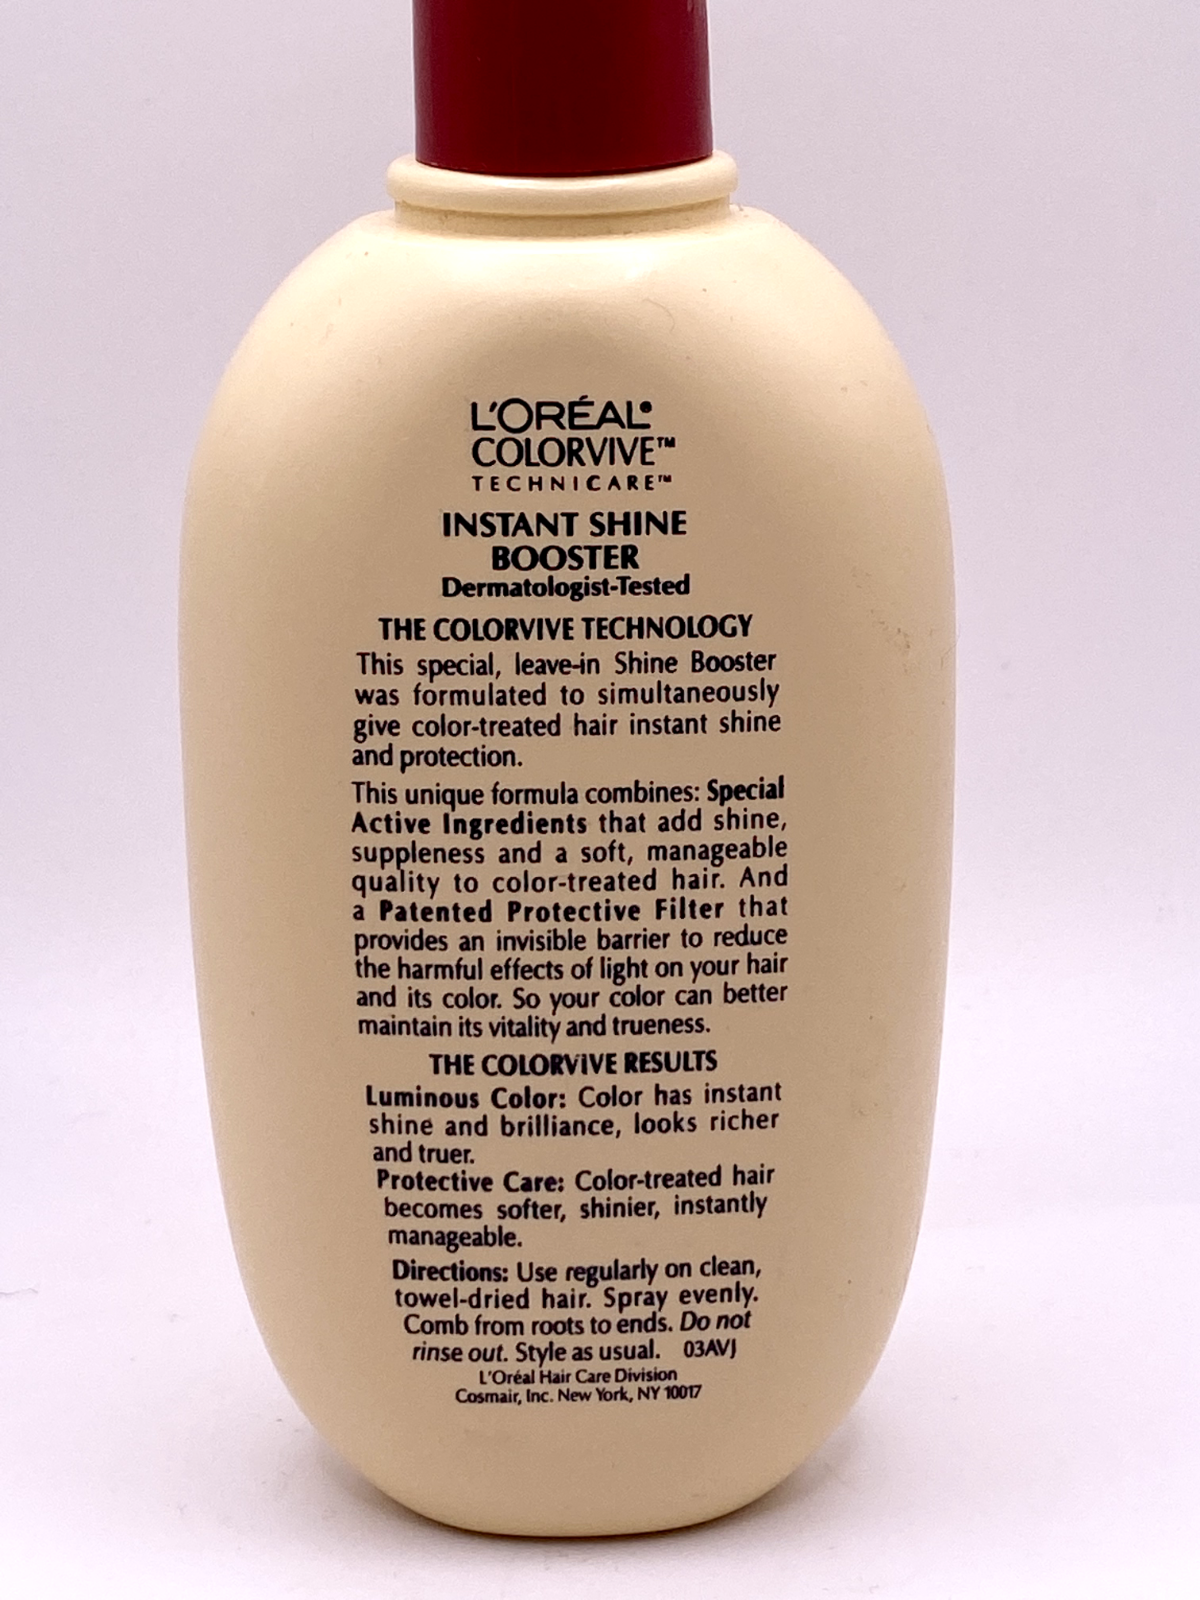 L'ORÉAL®
COLORVIVE™
TECHNICARE™
INSTANT SHINE
BOOSTER
Dermatologist-Tested
THE COLORVIVE TECHNOLOGY
This special, leave-in Shine Booster
was formulated to simultaneously
give color-treated hair instant shine
and protection.
This unique formula combines: Special
Active Ingredients that add shine,
suppleness and a soft, manageable
quality to color-treated hair. And
a Patented Protective Filter that
provides an invisible barrier to reduce
the harmful effects of light on your hair
and its color. So your color can better
maintain its vitality and trueness.
THE COLORVIVE RESULTS
Luminous Color: Color has instant
shine and brilliance, looks richer
and truer.
Protective Care: Color-treated hair
becomes softer, shinier, instantly
manageable.
Directions: Use regularly on clean,
towel-dried hair. Spray evenly.
Comb from roots to ends. Do not
rinse out. Style as usual. 03AVJ
L'Oréal Hair Care Division
Cosmair, Inc. New York, NY 10017